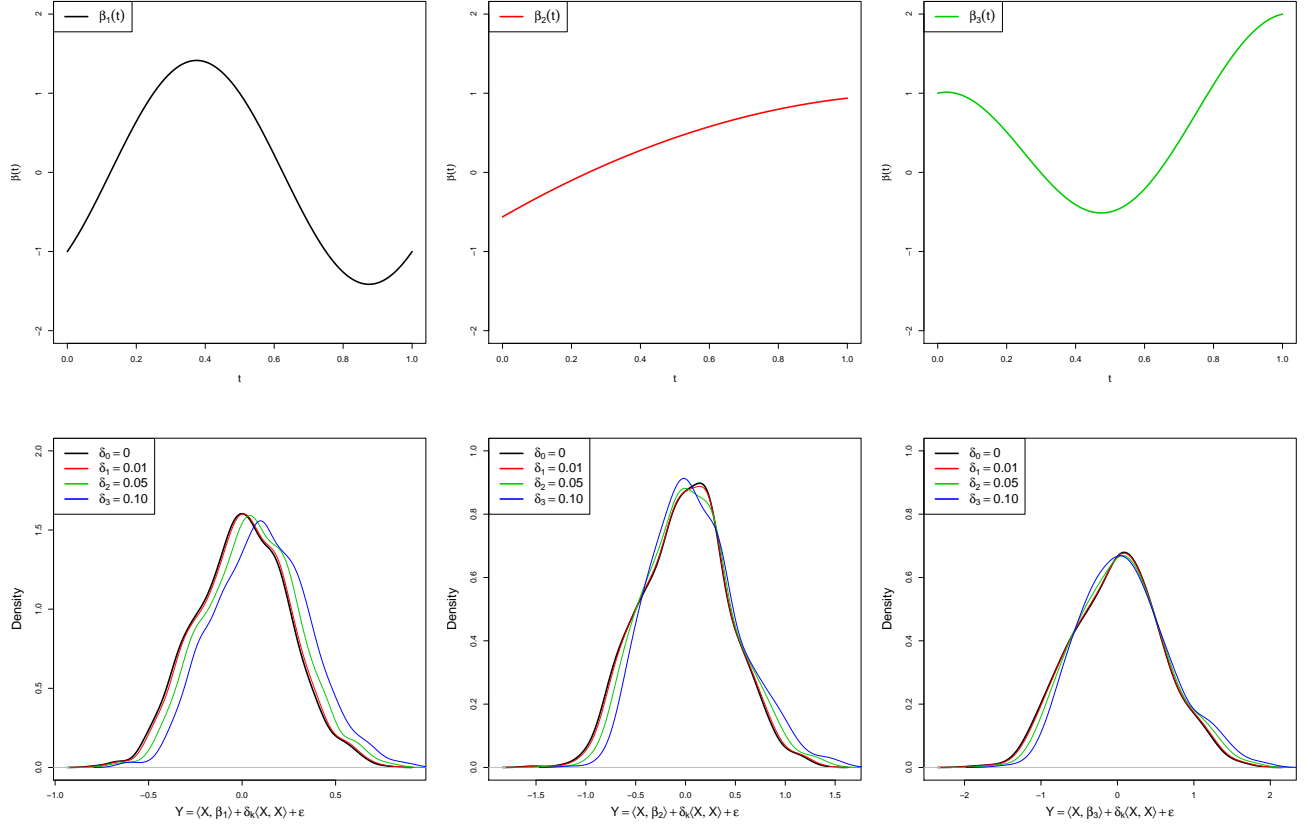 β₁(t)
β(t)
2
1
0
−1
−2
0.0 0.2 0.4 0.6 0.8 1.0
t
β₂(t)
β(t)
2
1
0
−1
−2
0.0 0.2 0.4 0.6 0.8 1.0
t
β₃(t)
β(t)
2
1
0
−1
−2
0.0 0.2 0.4 0.6 0.8 1.0
t
δ₀ = 0
δ₁ = 0.01
δ₂ = 0.05
δ₃ = 0.10
Density
2.0
1.5
1.0
0.5
0.0
−1.0 −0.5 0.0 0.5
Y = ⟨X, β₁⟩ + δₖ⟨X, X⟩ + ε
δ₀ = 0
δ₁ = 0.01
δ₂ = 0.05
δ₃ = 0.10
Density
1.0
0.8
0.6
0.4
0.2
0.0
−1.5 −1.0 −0.5 0.0 0.5 1.0 1.5
Y = ⟨X, β₂⟩ + δₖ⟨X, X⟩ + ε
δ₀ = 0
δ₁ = 0.01
δ₂ = 0.05
δ₃ = 0.10
Density
1.0
0.8
0.6
0.4
0.2
0.0
−2 −1 0 1 2
Y = ⟨X, β₃⟩ + δₖ⟨X, X⟩ + ε